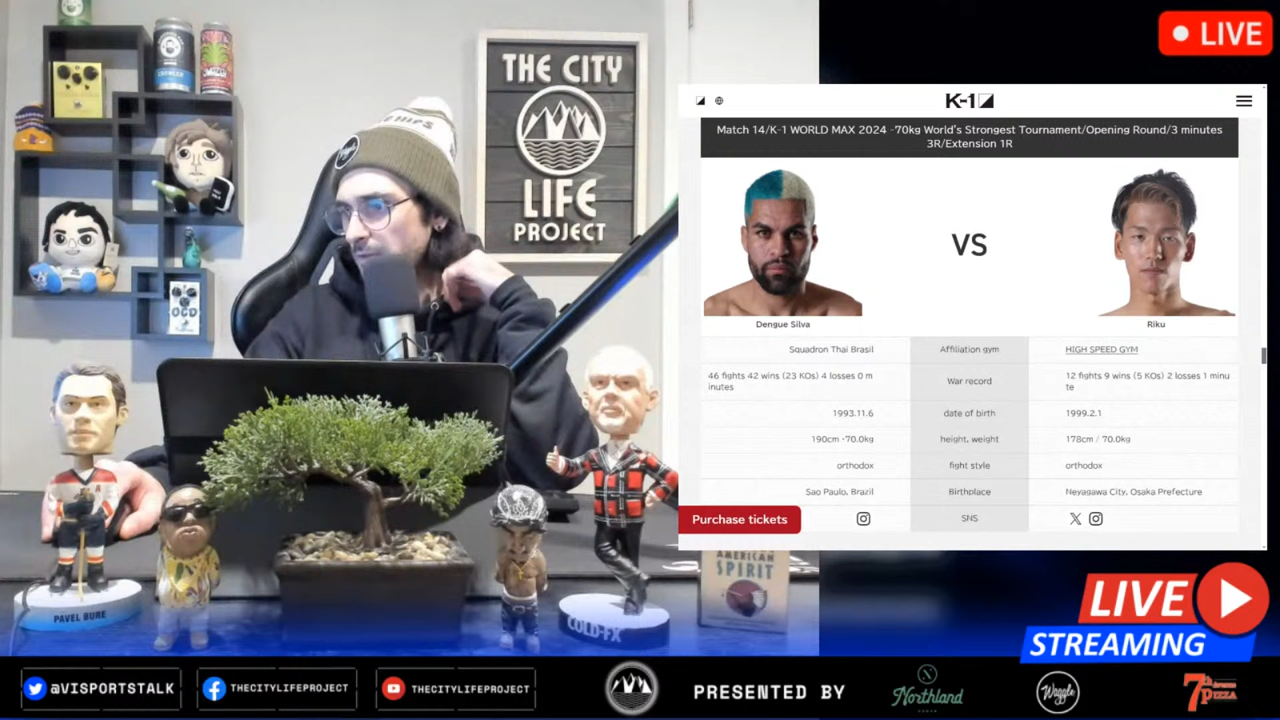 LIVE
THE CITY
LIFE
PROJECT
K-1
Match 14/K-1 WORLD MAX 2024 -70kg World's Strongest Tournament/Opening Round/3 minutes
3R/Extension 1R
VS
Dengue Silva
Riku
Squadron Thai Brasil
Affiliation gym
HIGH SPEED GYM
46 fights 42 wins (23 KOs) 4 losses 0 m
inutes
War record
12 fights 9 wins (5 KOs) 2 losses 1 minu
te
1993.11.6
date of birth
1999.2.1
190cm ·70.0kg
height, weight
178cm / 70.0kg
orthodox
fight style
orthodox
Sao Paulo, Brazil
Birthplace
Neyagawa City, Osaka Prefecture
Purchase tickets
SNS
OCD
AMERICAN
SPIRIT
PAVEL BURE
COLD-FX
LIVE
STREAMING
@VISPORTSTALK
THECITYLIFEPROJECT
THECITYLIFEPROJECT
PRESENTED BY
Northland
Waggle
7th
PIZZA